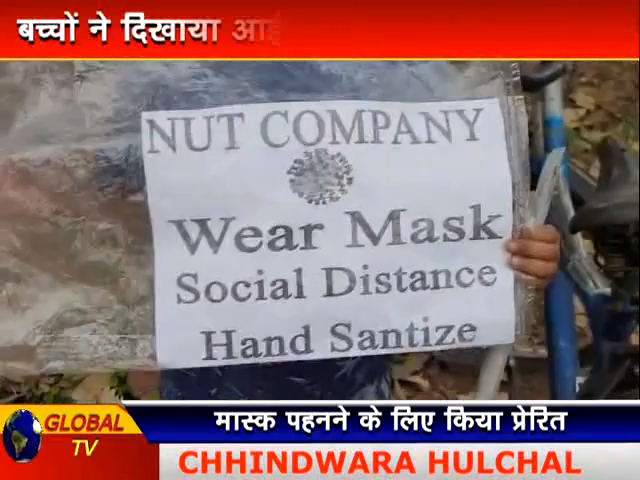 बच्चों ने दिखाया
NUT COMPANY
Wear Mask
Social Distance
Hand Santize
GLOBAL
TV
मास्क पहनने के लिए किया प्रेरित
CHHINDWARA HULCHAL